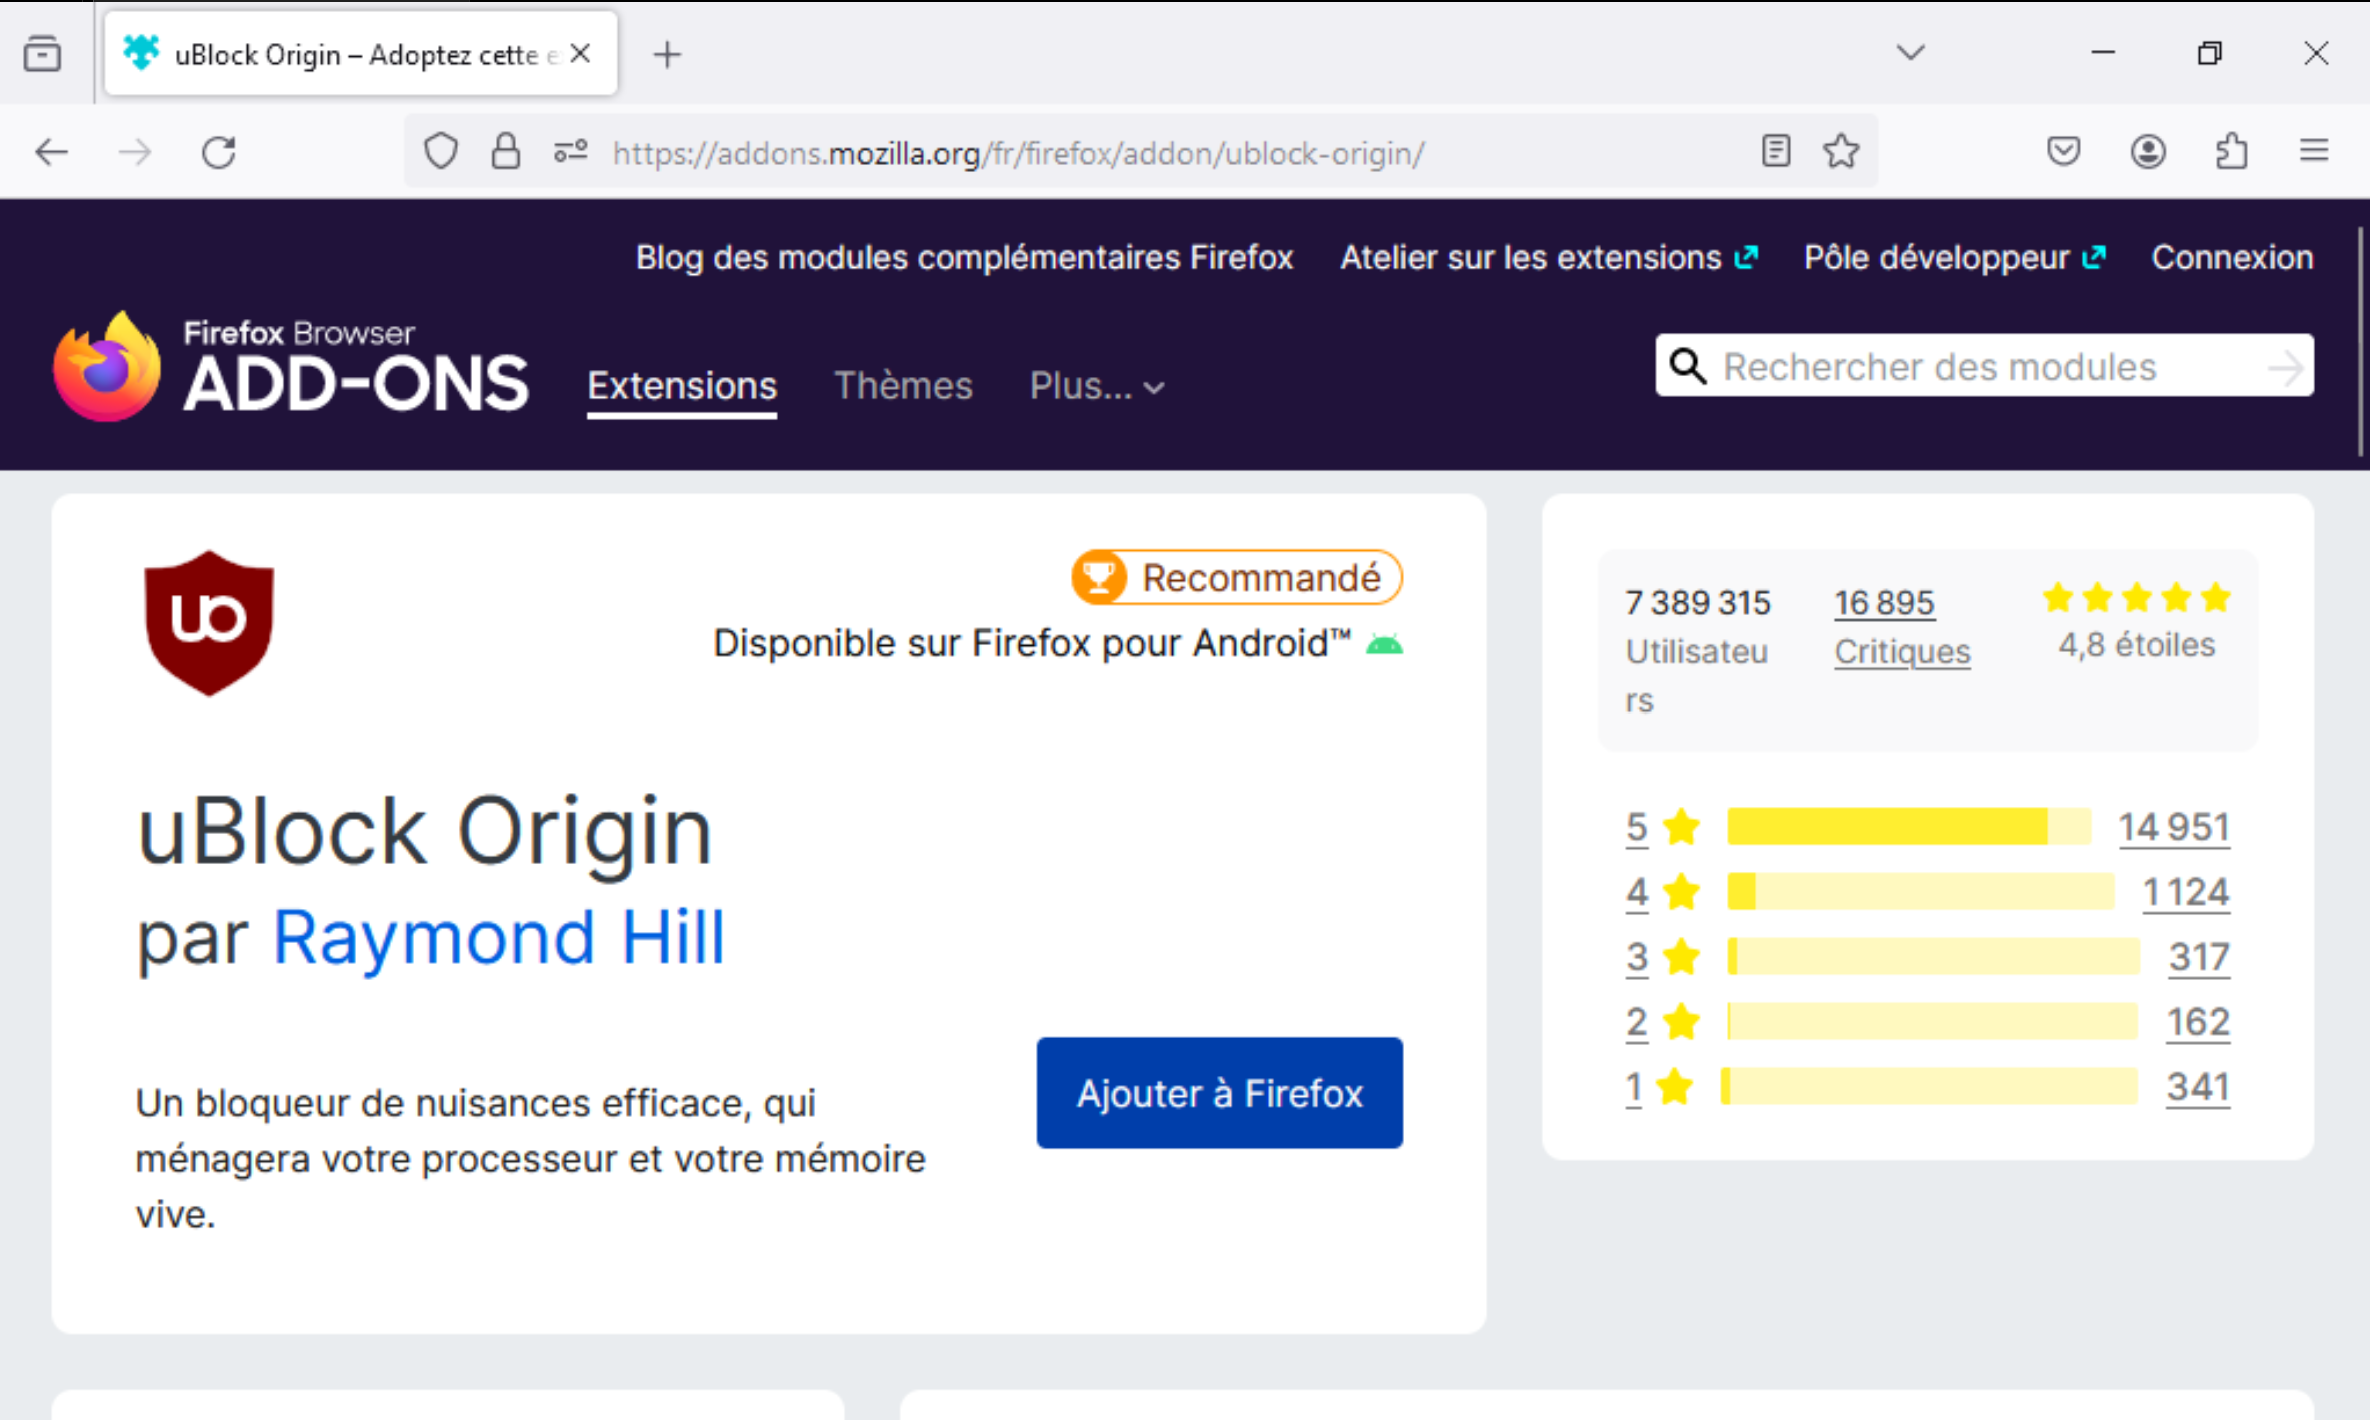 uBlock Origin – Adoptez cette e
https://addons.mozilla.org/fr/firefox/addon/ublock-origin/
Blog des modules complémentaires Firefox Atelier sur les extensions Pôle développeur Connexion
Firefox Browser
ADD-ONS
Extensions Thèmes Plus...
Rechercher des modules
uo
Recommandé
Disponible sur Firefox pour Android™
uBlock Origin
par Raymond Hill
Un bloqueur de nuisances efficace, qui
ménagera votre processeur et votre mémoire
vive.
Ajouter à Firefox
7 389 315
Utilisateu
rs
16 895
Critiques
4,8 étoiles
5 14 951
4 1 124
3 317
2 162
1 341